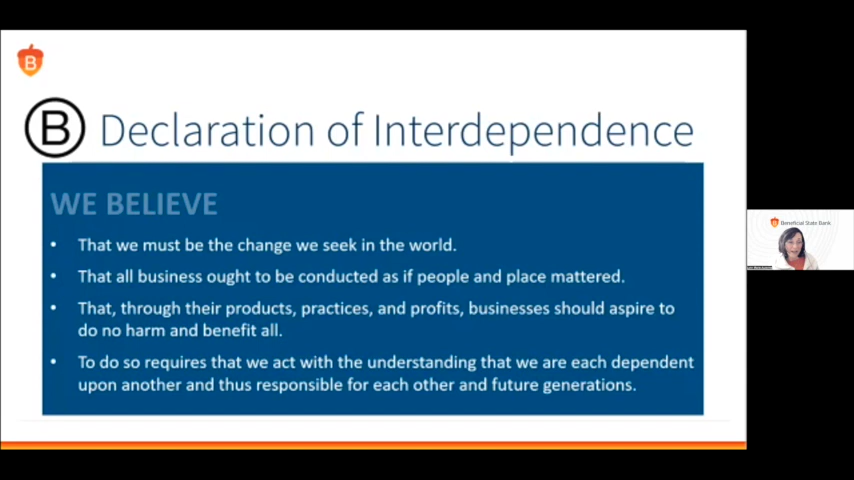 B
B Declaration of Interdependence
WE BELIEVE
• That we must be the change we seek in the world.
• That all business ought to be conducted as if people and place mattered.
• That, through their products, practices, and profits, businesses should aspire to
do no harm and benefit all.
• To do so requires that we act with the understanding that we are each dependent
upon another and thus responsible for each other and future generations.
Beneficial State Bank